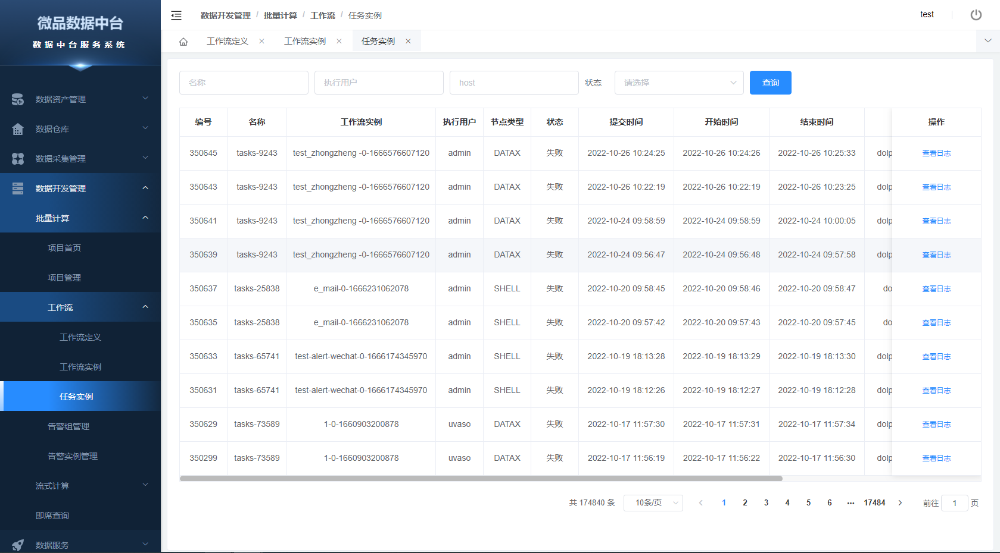 微品数据中台
数据中台服务系统
数据资产管理
数据仓库
数据采集管理
数据开发管理
批量计算
项目首页
项目管理
工作流
工作流定义
工作流实例
任务实例
告警组管理
告警实例管理
流式计算
即席查询
数据服务
数据开发管理 / 批量计算 / 工作流 / 任务实例
test
工作流定义 工作流实例 任务实例
名称 执行用户 host 状态 请选择 查询
编号 名称 工作流实例 执行用户 节点类型 状态 提交时间 开始时间 结束时间 操作
350645 tasks-9243 test_zhongzheng -0-1666576607120 admin DATAX 失败 2022-10-26 10:24:25 2022-10-26 10:24:26 2022-10-26 10:25:33 dolp 查看日志
350643 tasks-9243 test_zhongzheng -0-1666576607120 admin DATAX 失败 2022-10-26 10:22:19 2022-10-26 10:22:19 2022-10-26 10:23:25 dolp 查看日志
350641 tasks-9243 test_zhongzheng -0-1666576607120 admin DATAX 失败 2022-10-24 09:58:59 2022-10-24 09:58:59 2022-10-24 10:00:05 dolp 查看日志
350639 tasks-9243 test_zhongzheng -0-1666576607120 admin DATAX 失败 2022-10-24 09:56:47 2022-10-24 09:56:48 2022-10-24 09:57:58 dolp 查看日志
350637 tasks-25838 e_mail-0-1666231062078 admin SHELL 失败 2022-10-20 09:58:45 2022-10-20 09:58:46 2022-10-20 09:58:47 do 查看日志
350635 tasks-25838 e_mail-0-1666231062078 admin SHELL 失败 2022-10-20 09:57:42 2022-10-20 09:57:43 2022-10-20 09:57:45 do 查看日志
350633 tasks-65741 test-alert-wechat-0-1666174345970 admin SHELL 失败 2022-10-19 18:13:28 2022-10-19 18:13:29 2022-10-19 18:13:30 dolp 查看日志
350631 tasks-65741 test-alert-wechat-0-1666174345970 admin SHELL 失败 2022-10-19 18:12:26 2022-10-19 18:12:27 2022-10-19 18:12:28 dolp 查看日志
350629 tasks-73589 1-0-1660903200878 uvaso DATAX 失败 2022-10-17 11:57:30 2022-10-17 11:57:31 2022-10-17 11:57:34 dolp 查看日志
350299 tasks-73589 1-0-1660903200878 uvaso DATAX 失败 2022-10-17 11:56:19 2022-10-17 11:56:22 2022-10-17 11:56:30 dolp 查看日志
共 174840 条 10条/页 1 2 3 4 5 6 ··· 17484 前往 1 页